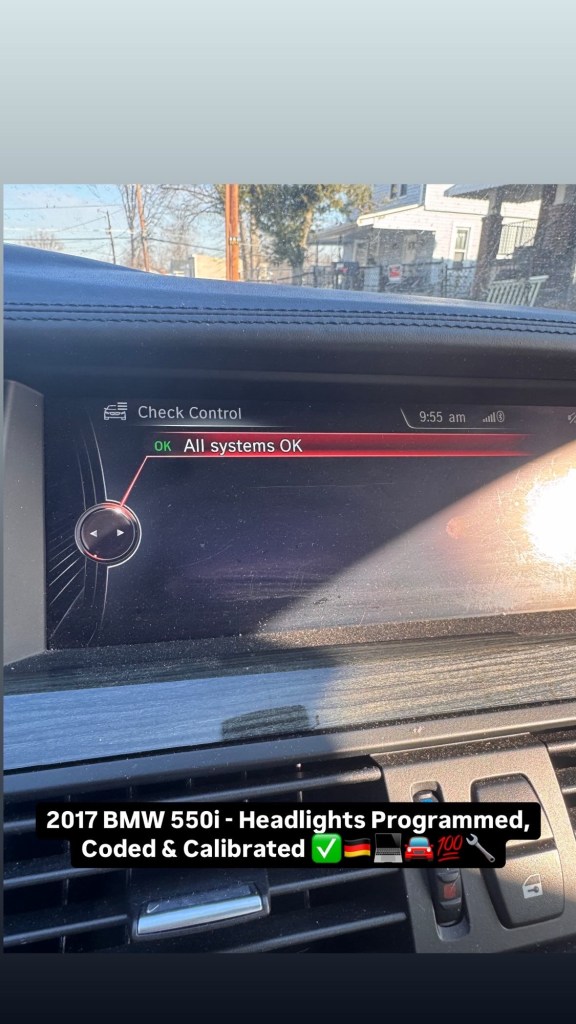 Check Control
9:55 am
OK All systems OK
2017 BMW 550i - Headlights Programmed,
Coded & Calibrated ✅🇩🇪💻🚘💯🔧